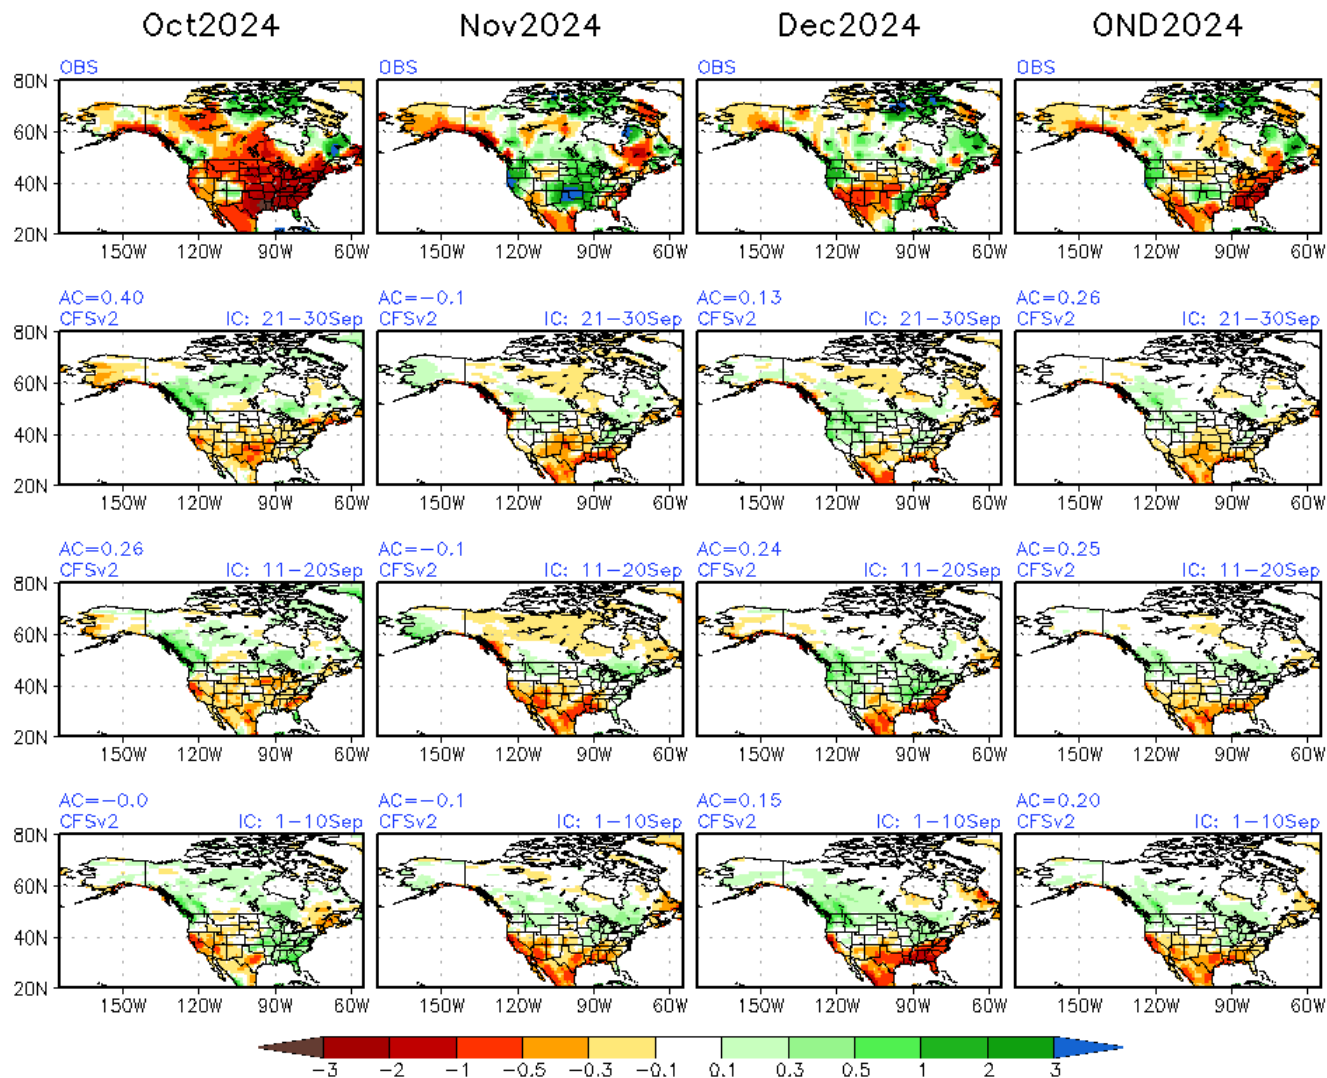 Oct2024 Nov2024 Dec2024 OND2024
OBS OBS OBS OBS
80N
60N
40N
20N
150W 120W 90W 60W 150W 120W 90W 60W 150W 120W 90W 60W 150W 120W 90W 60W
AC=0.40 AC=-0.1 AC=0.13 AC=0.26
CFSv2 IC: 21-30Sep CFSv2 IC: 21-30Sep CFSv2 IC: 21-30Sep CFSv2 IC: 21-30Sep
80N
60N
40N
20N
150W 120W 90W 60W 150W 120W 90W 60W 150W 120W 90W 60W 150W 120W 90W 60W
AC=0.26 AC=-0.1 AC=0.24 AC=0.25
CFSv2 IC: 11-20Sep CFSv2 IC: 11-20Sep CFSv2 IC: 11-20Sep CFSv2 IC: 11-20Sep
80N
60N
40N
20N
150W 120W 90W 60W 150W 120W 90W 60W 150W 120W 90W 60W 150W 120W 90W 60W
AC=-0.0 AC=-0.1 AC=0.15 AC=0.20
CFSv2 IC: 1-10Sep CFSv2 IC: 1-10Sep CFSv2 IC: 1-10Sep CFSv2 IC: 1-10Sep
80N
60N
40N
20N
150W 120W 90W 60W 150W 120W 90W 60W 150W 120W 90W 60W 150W 120W 90W 60W
-3 -2 -1 -0.5 -0.3 -0.1 0.1 0.3 0.5 1 2 3